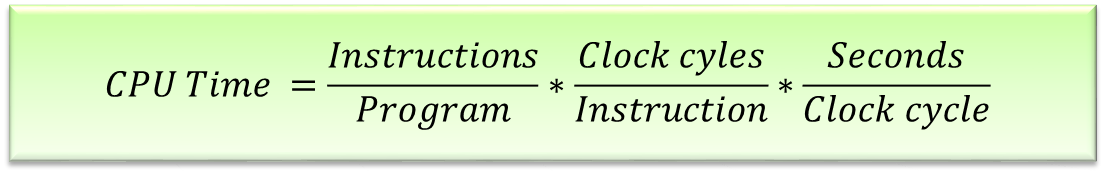 CPU Time = Instructions/Program * Clock cyles/Instruction * Seconds/Clock cycle